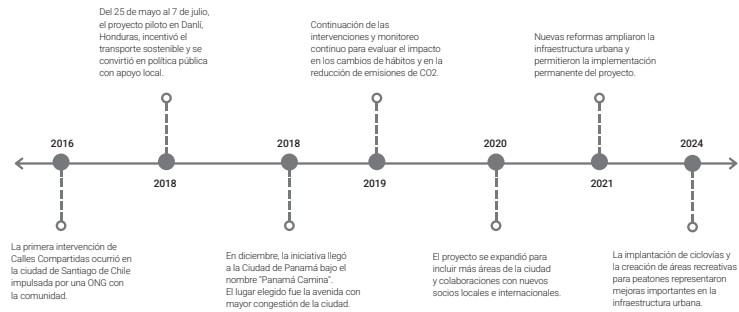 Del 25 de mayo al 7 de julio,
el proyecto piloto en Danlí,
Honduras, incentivó el
transporte sostenible y se
convirtió en política pública
con apoyo local.
Continuación de las
intervenciones y monitoreo
continuo para evaluar el impacto
en los cambios de hábitos y en la
reducción de emisiones de CO2.
Nuevas reformas ampliaron la
infraestructura urbana y
permitieron la implementación
permanente del proyecto.
2016
2018
2018
2019
2020
2021
2024
La primera intervención de
Calles Compartidas ocurrió en
la ciudad de Santiago de Chile
impulsada por una ONG con
la comunidad.
En diciembre, la iniciativa llegó
a la Ciudad de Panamá bajo el
nombre "Panamá Camina".
El lugar elegido fue la avenida con
mayor congestión de la ciudad.
El proyecto se expandió para
incluir más áreas de la ciudad
y colaboraciones con nuevos
socios locales e internacionales.
La implantación de ciclovías y
la creación de áreas recreativas
para peatones representaron
mejoras importantes en la
infraestructura urbana.